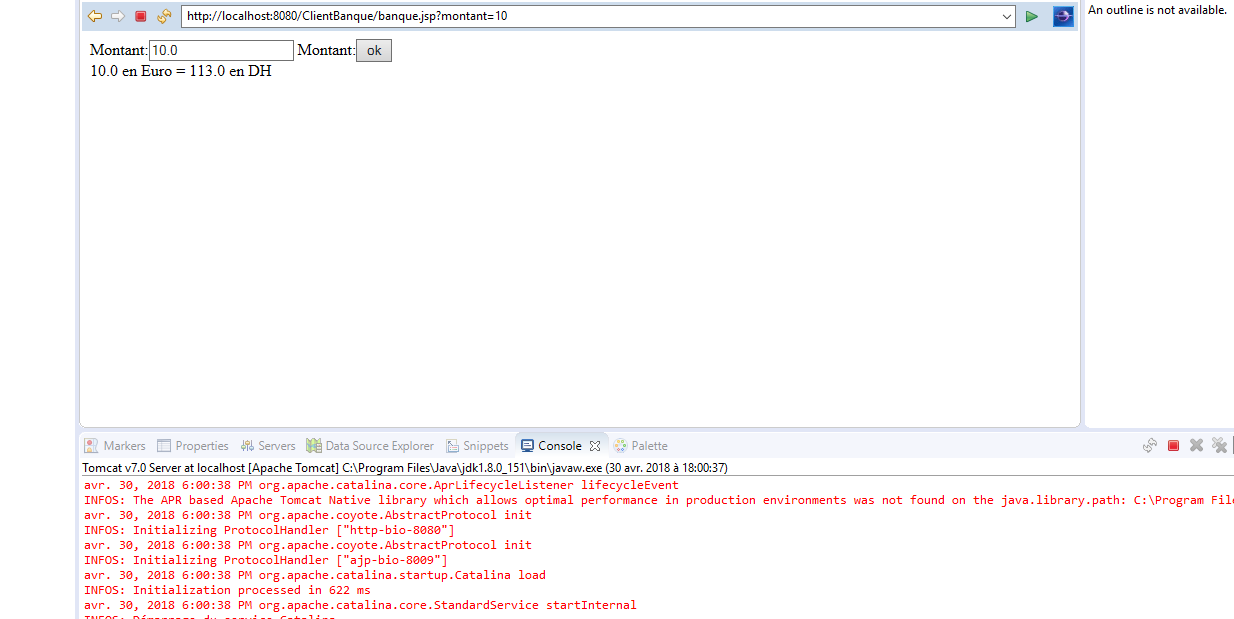 http://localhost:8080/ClientBanque/banque.jsp?montant=10
An outline is not available.
Montant: 10.0 Montant: ok
10.0 en Euro = 113.0 en DH
Markers Properties Servers Data Source Explorer Snippets Console Palette
Tomcat v7.0 Server at localhost [Apache Tomcat] C:\Program Files\Java\jdk1.8.0_151\bin\javaw.exe (30 avr. 2018 à 18:00:37)
avr. 30, 2018 6:00:38 PM org.apache.catalina.core.AprLifecycleListener lifecycleEvent
INFOS: The APR based Apache Tomcat Native library which allows optimal performance in production environments was not found on the java.library.path: C:\Program File
avr. 30, 2018 6:00:38 PM org.apache.coyote.AbstractProtocol init
INFOS: Initializing ProtocolHandler ["http-bio-8080"]
avr. 30, 2018 6:00:38 PM org.apache.coyote.AbstractProtocol init
INFOS: Initializing ProtocolHandler ["ajp-bio-8009"]
avr. 30, 2018 6:00:38 PM org.apache.catalina.startup.Catalina load
INFOS: Initialization processed in 622 ms
avr. 30, 2018 6:00:38 PM org.apache.catalina.core.StandardService startInternal
INFOS: Démarrage du service Catalina